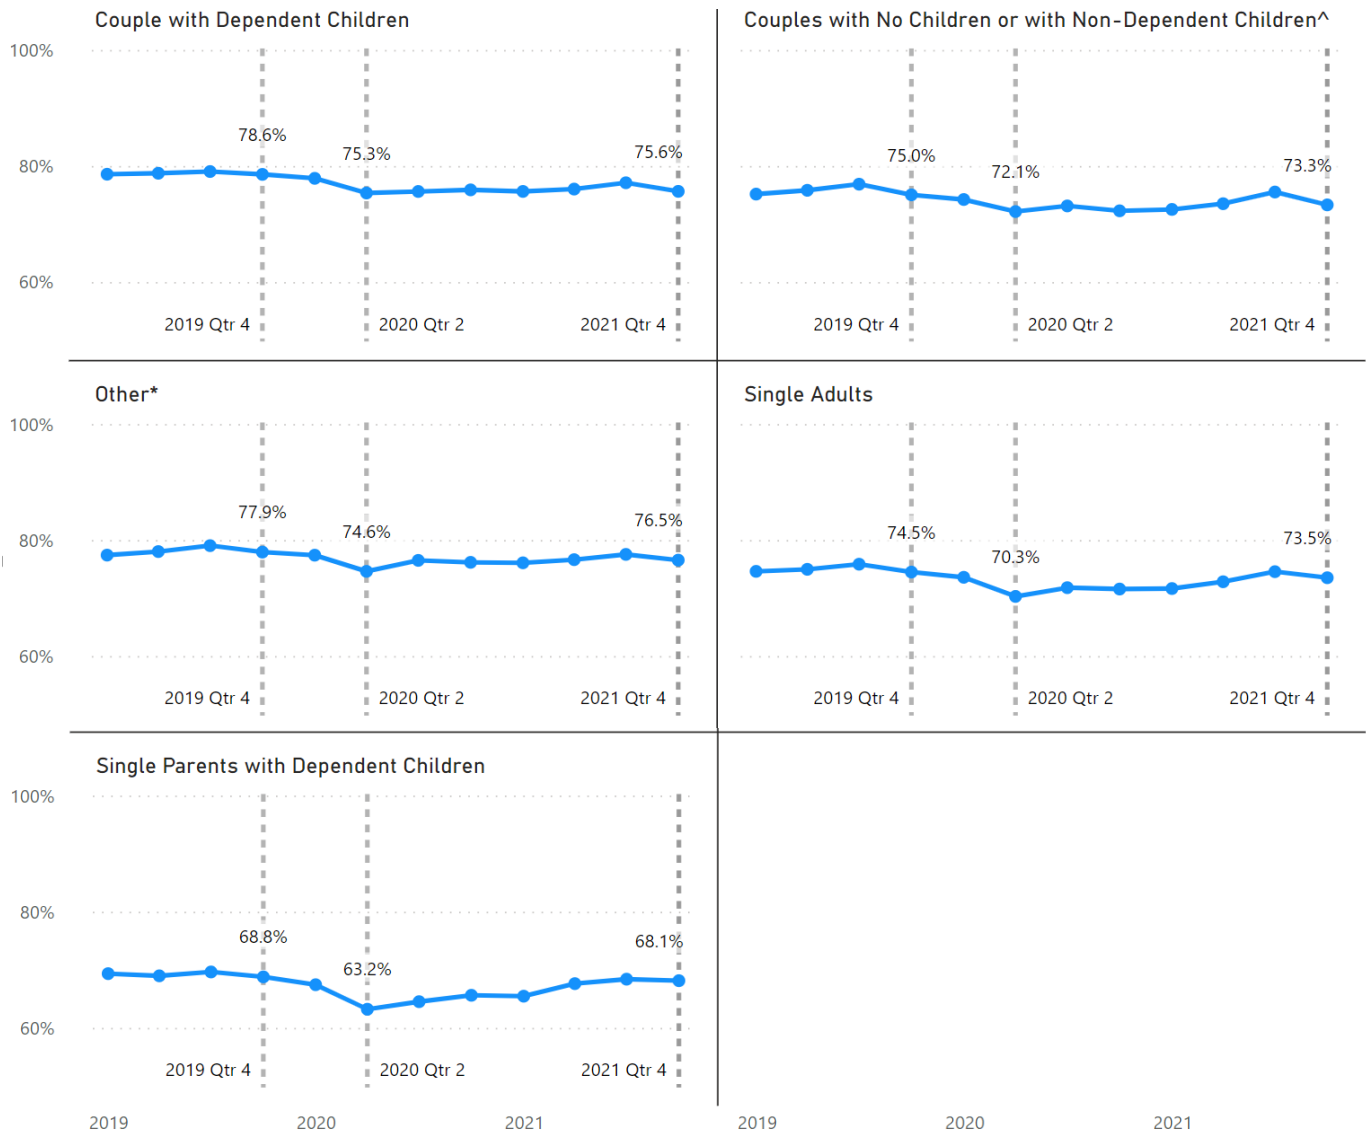 Couple with Dependent Children
100%
80%
60%
78.6%
75.3%
75.6%
2019 Qtr 4
2020 Qtr 2
2021 Qtr 4
Couples with No Children or with Non-Dependent Children^
75.0%
72.1%
73.3%
2019 Qtr 4
2020 Qtr 2
2021 Qtr 4
Other*
100%
80%
60%
77.9%
74.6%
76.5%
2019 Qtr 4
2020 Qtr 2
2021 Qtr 4
Single Adults
74.5%
70.3%
73.5%
2019 Qtr 4
2020 Qtr 2
2021 Qtr 4
Single Parents with Dependent Children
100%
80%
60%
68.8%
63.2%
68.1%
2019 Qtr 4
2020 Qtr 2
2021 Qtr 4
2019
2020
2021
2019
2020
2021